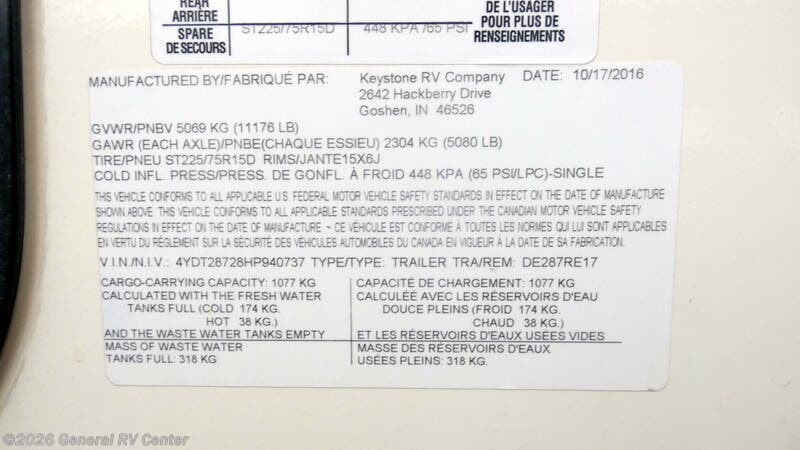 REAR
ARRIÈRE
DE L'USAGER
POUR PLUS DE
RENSEIGNEMENTS
SPARE
DE SECOURS
ST225/75R15D
448 KPA /65 PSI
MANUFACTURED BY/FABRIQUÉ PAR: Keystone RV Company DATE: 10/17/2016
2642 Hackberry Drive
Goshen, IN 46526
GVWR/PNBV 5069 KG (11176 LB)
GAWR (EACH AXLE)/PNBE(CHAQUE ESSIEU) 2304 KG (5080 LB)
TIRE/PNEU ST225/75R15D RIMS/JANTE15X6J
COLD INFL. PRESS/PRESS. DE GONFL. À FROID 448 KPA (65 PSI/LPC)-SINGLE
THIS VEHICLE CONFORMS TO ALL APPLICABLE U.S. FEDERAL MOTOR VEHICLE SAFETY STANDARDS IN EFFECT ON THE DATE OF MANUFACTURE
SHOWN ABOVE. THIS VEHICLE CONFORMS TO ALL APPLICABLE STANDARDS PRESCRIBED UNDER THE CANADIAN MOTOR VEHICLE SAFETY
REGULATIONS IN EFFECT ON THE DATE OF MANUFACTURE ~ CE VÉHICULE EST CONFORME À TOUTES LES NORMES QUI LUI SONT APPLICABLES
EN VERTU DU RÉGLEMENT SUR LA SÉCURITÉ DES VÉHICULES AUTOMOBILES DU CANADA EN VIGUEUR À LA DATE DE SA FABRICATION.
V.I.N./N.I.V.: 4YDT28728HP940737 TYPE/TYPE: TRAILER TRA/REM: DE287RE17
CARGO-CARRYING CAPACITY: 1077 KG
CALCULATED WITH THE FRESH WATER
TANKS FULL (COLD 174 KG.
HOT 38 KG.)
AND THE WASTE WATER TANKS EMPTY
MASS OF WASTE WATER
TANKS FULL: 318 KG
CAPACITÉ DE CHARGEMENT: 1077 KG
CALCULÉE AVEC LES RÉSERVOIRS D'EAU
DOUCE PLEINS (FROID 174 KG.
CHAUD 38 KG.)
ET LES RÉSERVOIRS D'EAUX USÉES VIDES
MASSE DES RÉSERVOIRS D'EAUX
USÉES PLEINS: 318 KG.
©2026 General RV Center